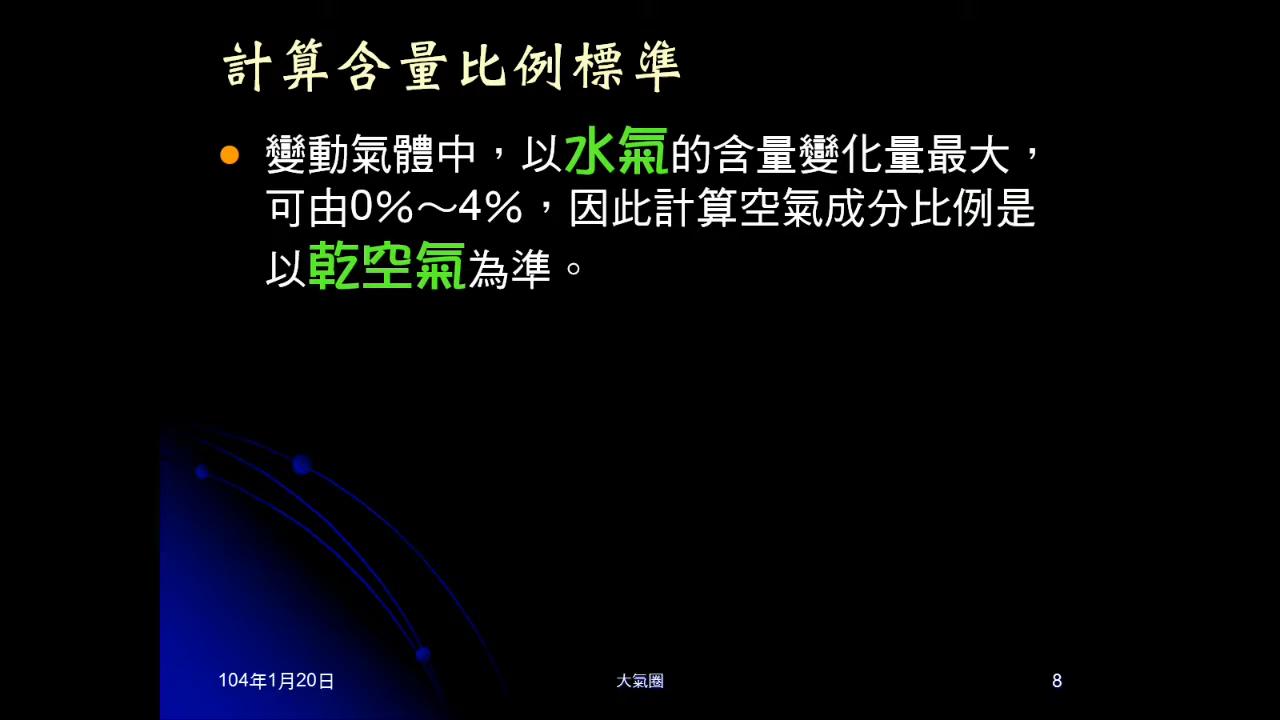 計算含量比例標準
變動氣體中，以水氣的含量變化量最大，
可由0%～4%，因此計算空氣成分比例是
以乾空氣為準。
104年1月20日
大氣圈
8